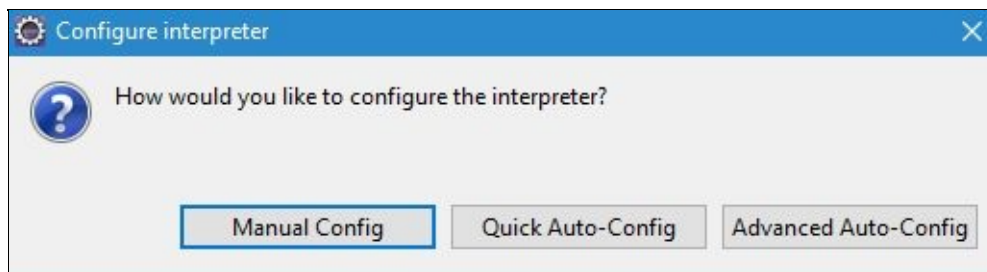 Configure interpreter
How would you like to configure the interpreter?
Manual Config Quick Auto-Config Advanced Auto-Config